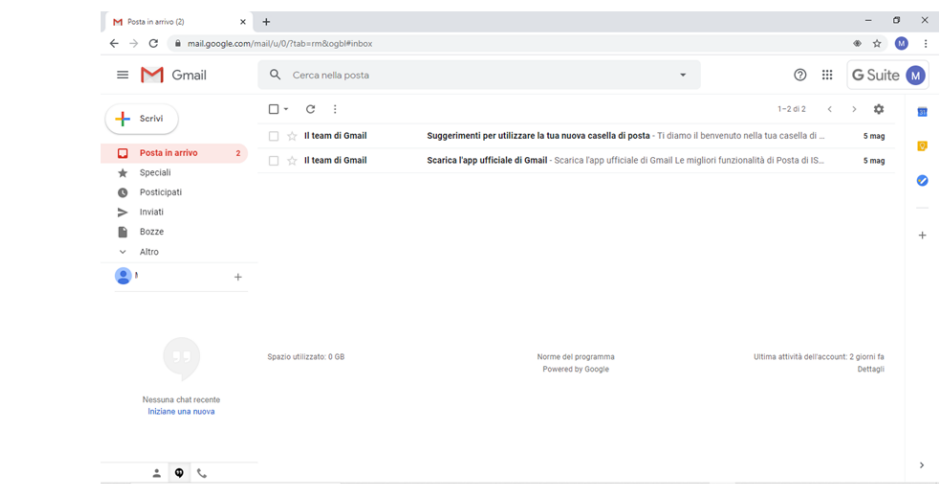 Posta in arrivo (2)
mail.google.com/mail/u/0/?tab=rm&ogbl#inbox
M
Gmail
Cerca nella posta
G Suite
M
Scrivi
1–2 di 2
Posta in arrivo 2
Speciali
Posticipati
Inviati
Bozze
Altro
Il team di Gmail Suggerimenti per utilizzare la tua nuova casella di posta - Ti diamo il benvenuto nella tua casella di ... 5 mag
Il team di Gmail Scarica l'app ufficiale di Gmail - Scarica l'app ufficiale di Gmail Le migliori funzionalità di Posta di IS... 5 mag
Spazio utilizzato: 0 GB
Norme del programma
Powered by Google
Ultima attività dell'account: 2 giorni fa
Dettagli
Nessuna chat recente
Iniziane una nuova